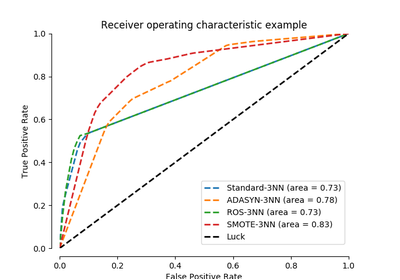 Receiver operating characteristic example
1.0
0.8
0.6
0.4
0.2
0.0
True Positive Rate
Standard-3NN (area = 0.73)
ADASYN-3NN (area = 0.78)
ROS-3NN (area = 0.73)
SMOTE-3NN (area = 0.83)
Luck
0.0 0.2 0.4 0.6 0.8 1.0
False Positive Rate